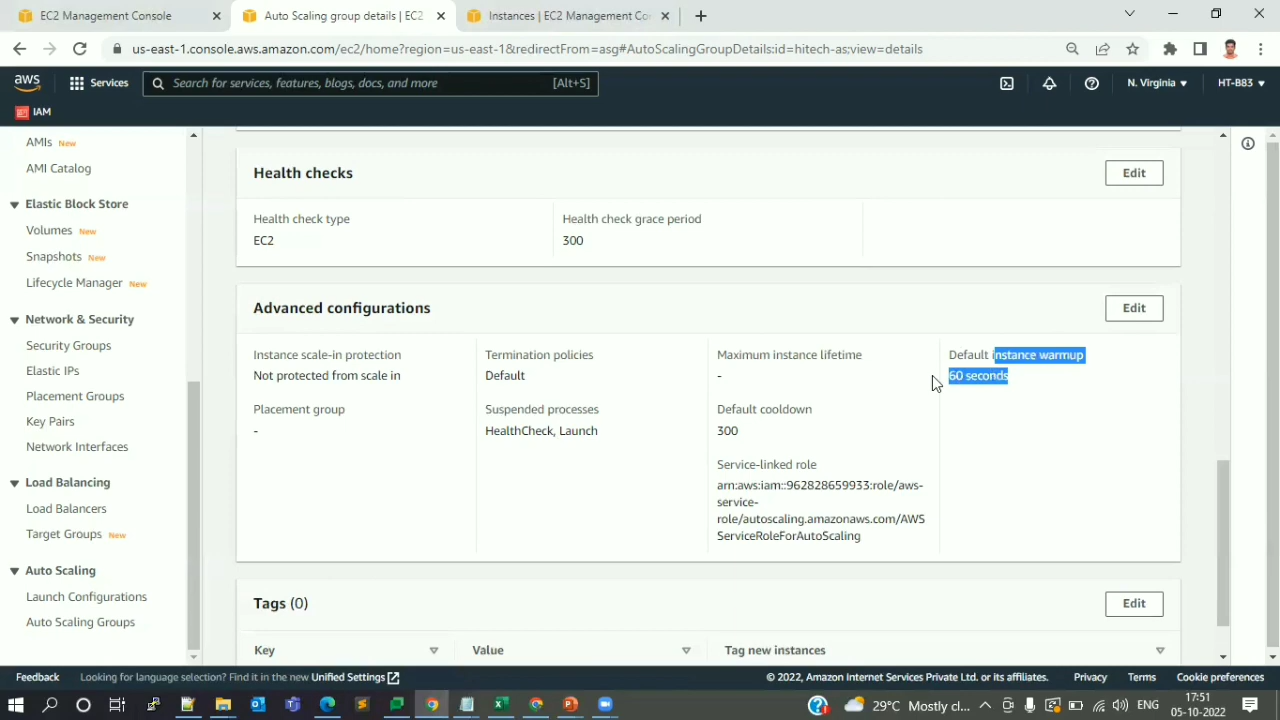 EC2 Management Console
Auto Scaling group details | EC2
Instances | EC2 Management Co
us-east-1.console.aws.amazon.com/ec2/home?region=us-east-1&redirectFrom=asg#AutoScalingGroupDetails:id=hitech-as;view=details
aws
Services
Search for services, features, blogs, docs, and more
[Alt+S]
N. Virginia
HT-B83
IAM
AMIs New
AMI Catalog
Elastic Block Store
Volumes New
Snapshots New
Lifecycle Manager New
Network & Security
Security Groups
Elastic IPs
Placement Groups
Key Pairs
Network Interfaces
Load Balancing
Load Balancers
Target Groups New
Auto Scaling
Launch Configurations
Auto Scaling Groups
Health checks
Edit
Health check type
EC2
Health check grace period
300
Advanced configurations
Edit
Instance scale-in protection
Not protected from scale in
Placement group
-
Termination policies
Default
Suspended processes
HealthCheck, Launch
Maximum instance lifetime
-
Default cooldown
300
Service-linked role
arn:aws:iam::962828659933:role/aws-
service-
role/autoscaling.amazonaws.com/AWS
ServiceRoleForAutoScaling
Default instance warmup
60 seconds
Tags (0)
Edit
Key
Value
Tag new instances
Feedback
Looking for language selection? Find it in the new Unified Settings
© 2022, Amazon Internet Services Private Ltd. or its affiliates.
Privacy
Terms
Cookie preferences
29°C Mostly cl...
ENG
17:51
05-10-2022